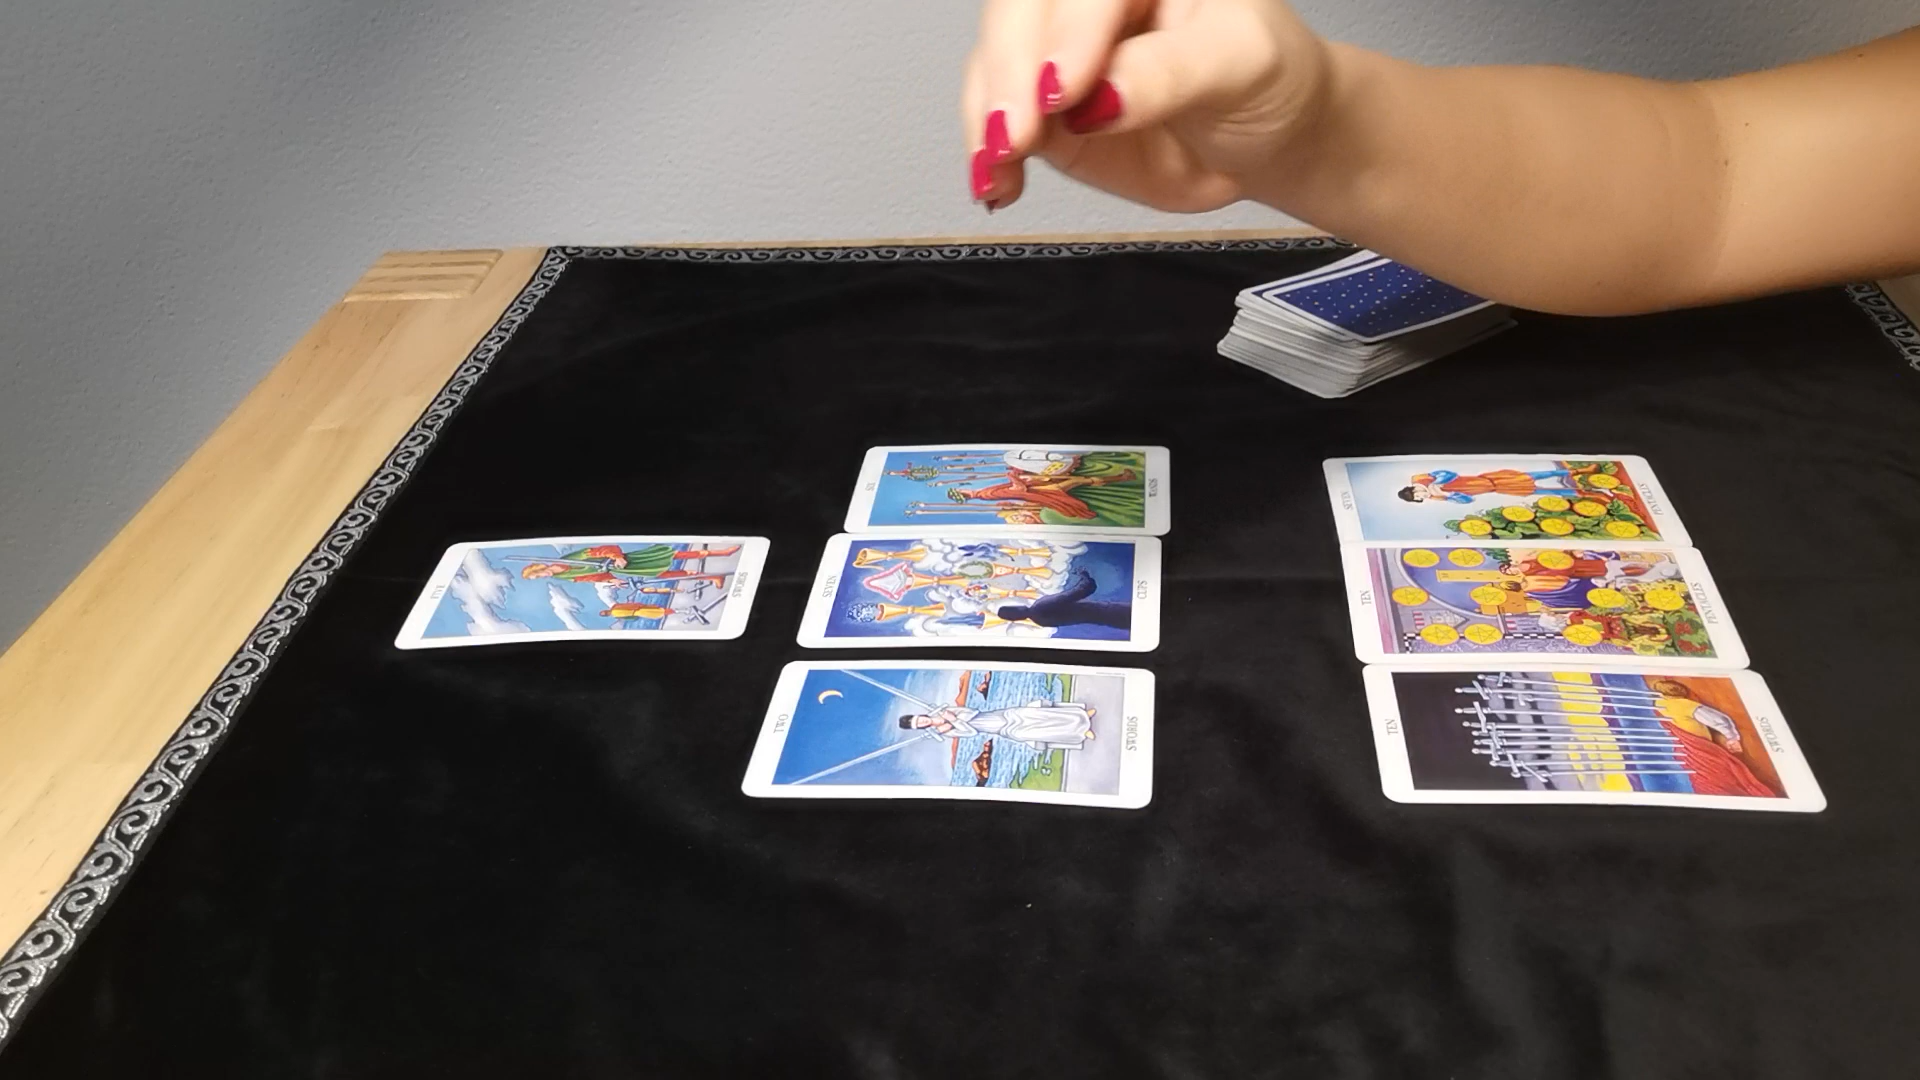 SIX
WANDS
SEVEN
PENTACLES
FIVE
SWORDS
SEVEN
CUPS
TEN
PENTACLES
TWO
SWORDS
TEN
SWORDS